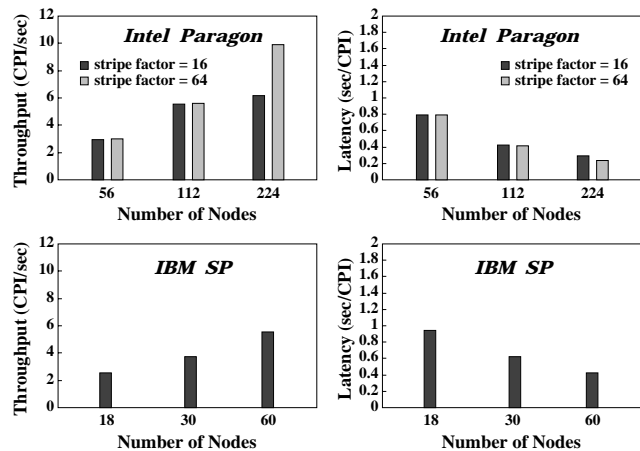 Intel Paragon
stripe factor = 16
stripe factor = 64
Throughput (CPI/sec)
12
10
8
6
4
2
0
56 112 224
Number of Nodes
Intel Paragon
stripe factor = 16
stripe factor = 64
Latency (sec/CPI)
2
1.8
1.6
1.4
1.2
1
0.8
0.6
0.4
0.2
0
56 112 224
Number of Nodes
IBM SP
Throughput (CPI/sec)
12
10
8
6
4
2
0
18 30 60
Number of Nodes
IBM SP
Latency (sec/CPI)
2
1.8
1.6
1.4
1.2
1
0.8
0.6
0.4
0.2
0
18 30 60
Number of Nodes